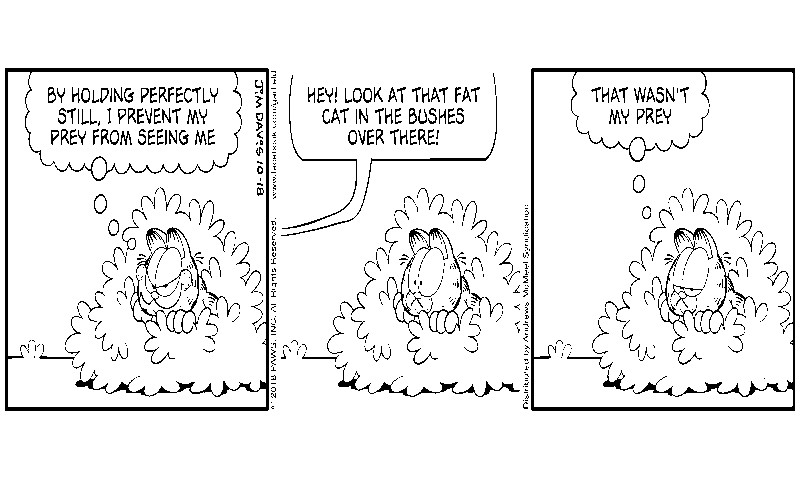 BY HOLDING PERFECTLY
STILL, I PREVENT MY
PREY FROM SEEING ME
JIM DAVIS 10-18
© 2018 PAWS, INC. All Rights Reserved.
HEY! LOOK AT THAT FAT
CAT IN THE BUSHES
OVER THERE!
Distributed by Andrews McMeel Syndication
THAT WASN'T
MY PREY